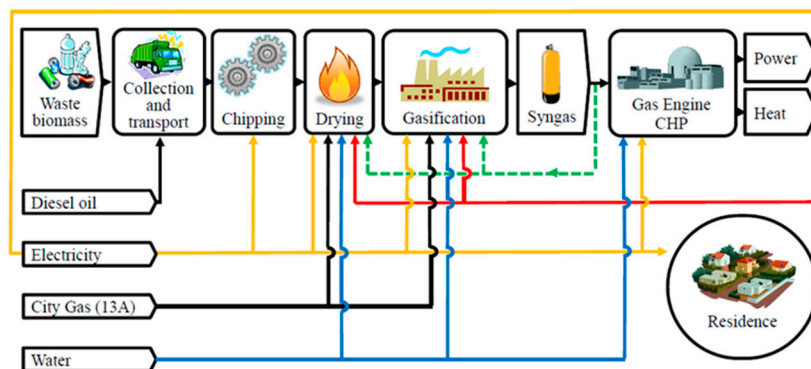 Waste
biomass
Collection
and
transport
Chipping
Drying
Gasification
Syngas
Gas Engine
CHP
Power
Heat
Diesel oil
Electricity
City Gas (13A)
Water
Residence